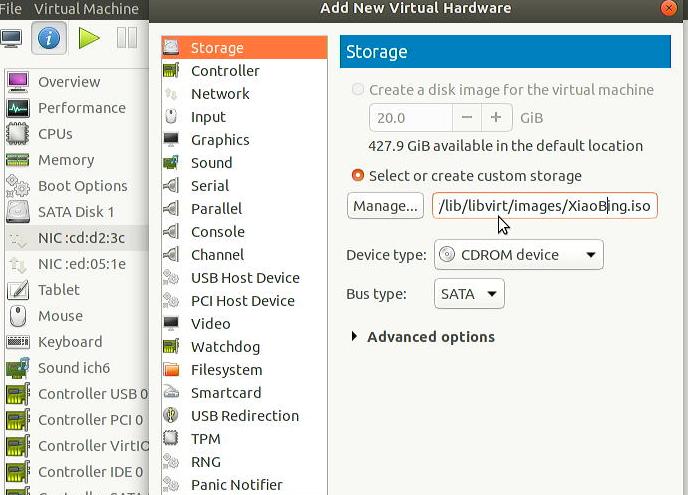 File Virtual Machine
Add New Virtual Hardware
Overview
Performance
CPUs
Memory
Boot Options
SATA Disk 1
NIC :cd:d2:3c
NIC :ed:05:1e
Tablet
Mouse
Keyboard
Sound ich6
Controller USB 0
Controller PCI 0
Controller VirtIO
Controller IDE 0
Controller SATA
Storage
Controller
Network
Input
Graphics
Sound
Serial
Parallel
Console
Channel
USB Host Device
PCI Host Device
Video
Watchdog
Filesystem
Smartcard
USB Redirection
TPM
RNG
Panic Notifier
Storage
Create a disk image for the virtual machine
20.0 − + GiB
427.9 GiB available in the default location
Select or create custom storage
Manage... /lib/libvirt/images/XiaoBing.iso
Device type: CDROM device
Bus type: SATA
Advanced options